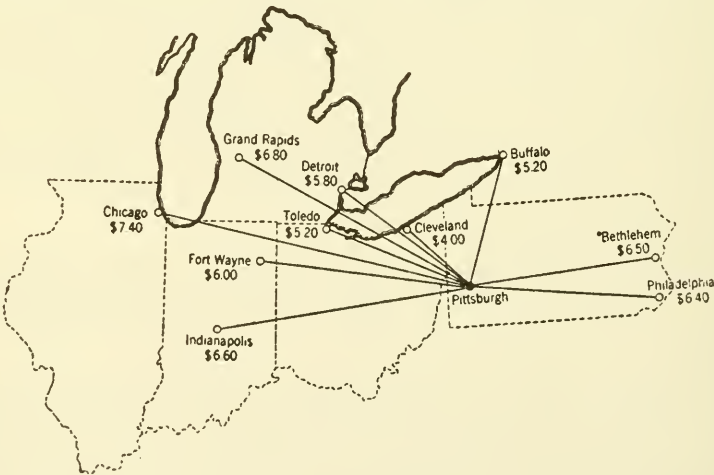 Grand Rapids
$6 80
Detroit
$5 80
Buffalo
$5.20
Chicago
$7.40
Toledo
$5 20
Cleveland
$4 00
*Bethlehem
$6 50
Fort Wayne
$6.00
Philadelphia
$6 40
Pittsburgh
Indianapolis
$6.60